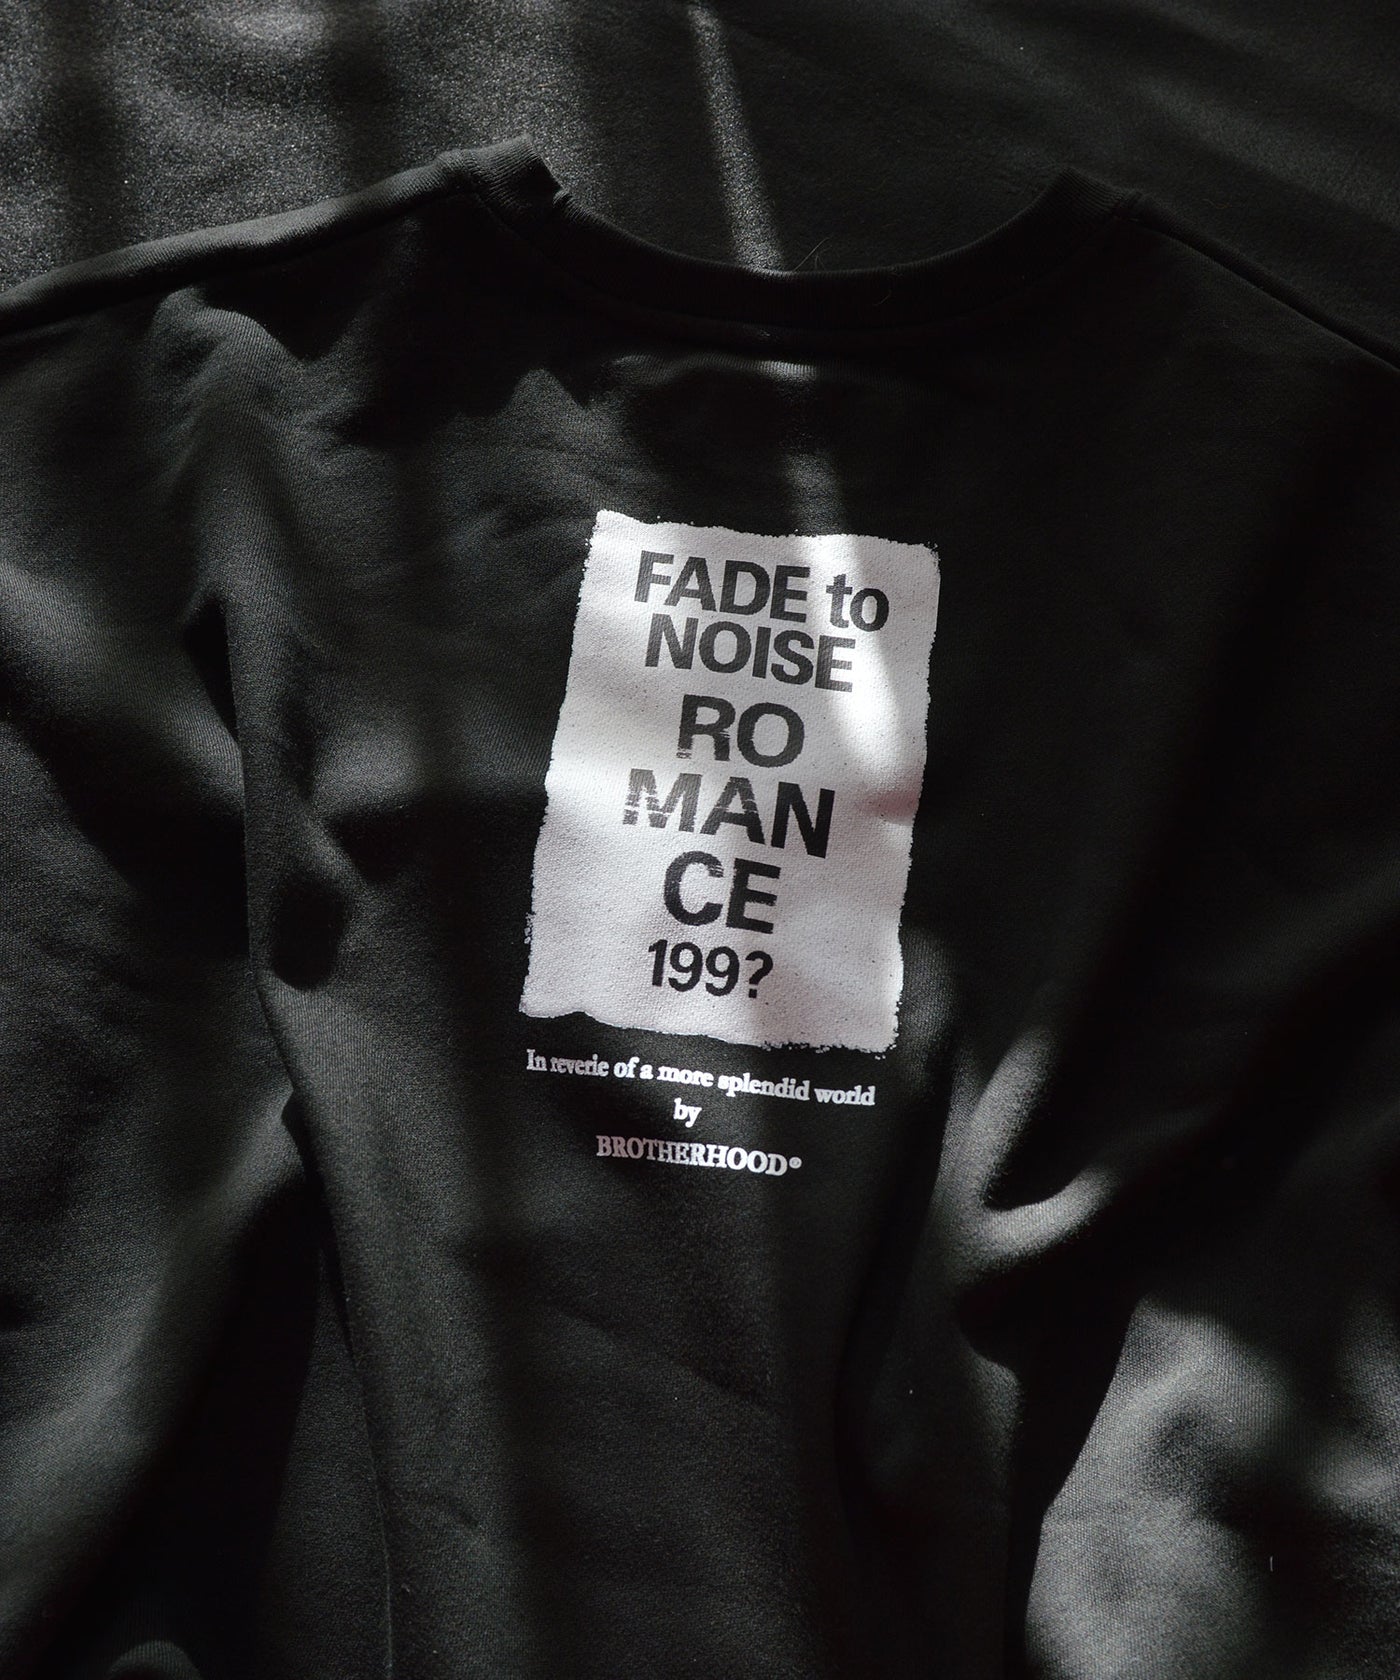 FADE to
NOISE
RO
MAN
CE
199?
In reverie of a more splendid world
by
BROTHERHOOD®